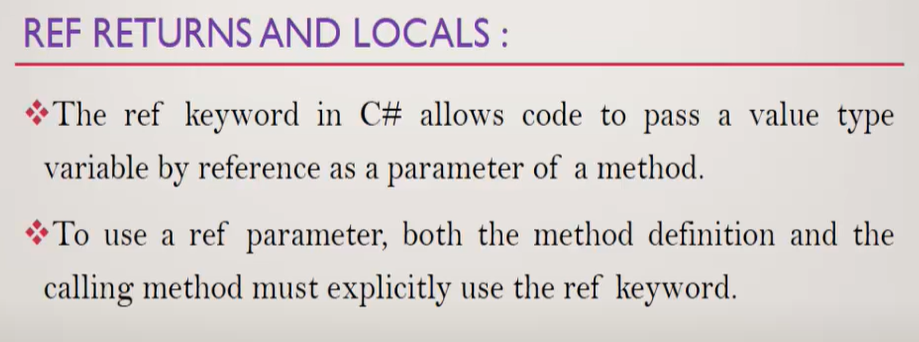 REF RETURNS AND LOCALS :
❖The ref keyword in C# allows code to pass a value type
variable by reference as a parameter of a method.
❖To use a ref parameter, both the method definition and the
calling method must explicitly use the ref keyword.